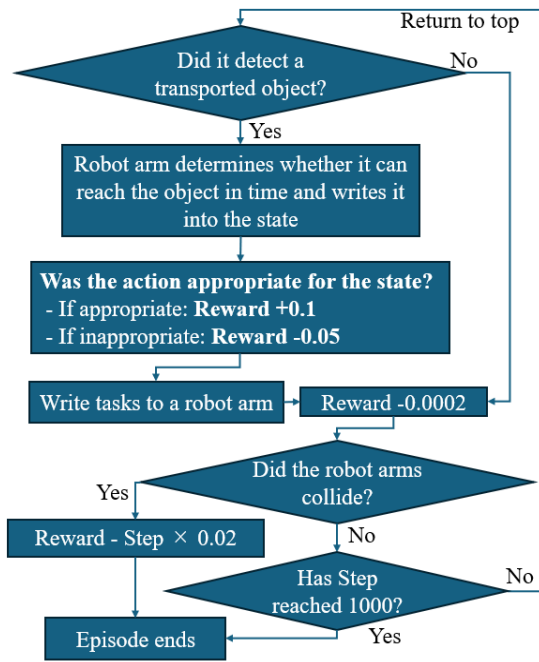 Return to top
Did it detect a
transported object?
No
Yes
Robot arm determines whether it can
reach the object in time and writes it
into the state
Was the action appropriate for the state?
- If appropriate: Reward +0.1
- If inappropriate: Reward -0.05
Write tasks to a robot arm
Reward -0.0002
Did the robot arms
collide?
Yes
Reward - Step × 0.02
No
Has Step
reached 1000?
No
Yes
Episode ends